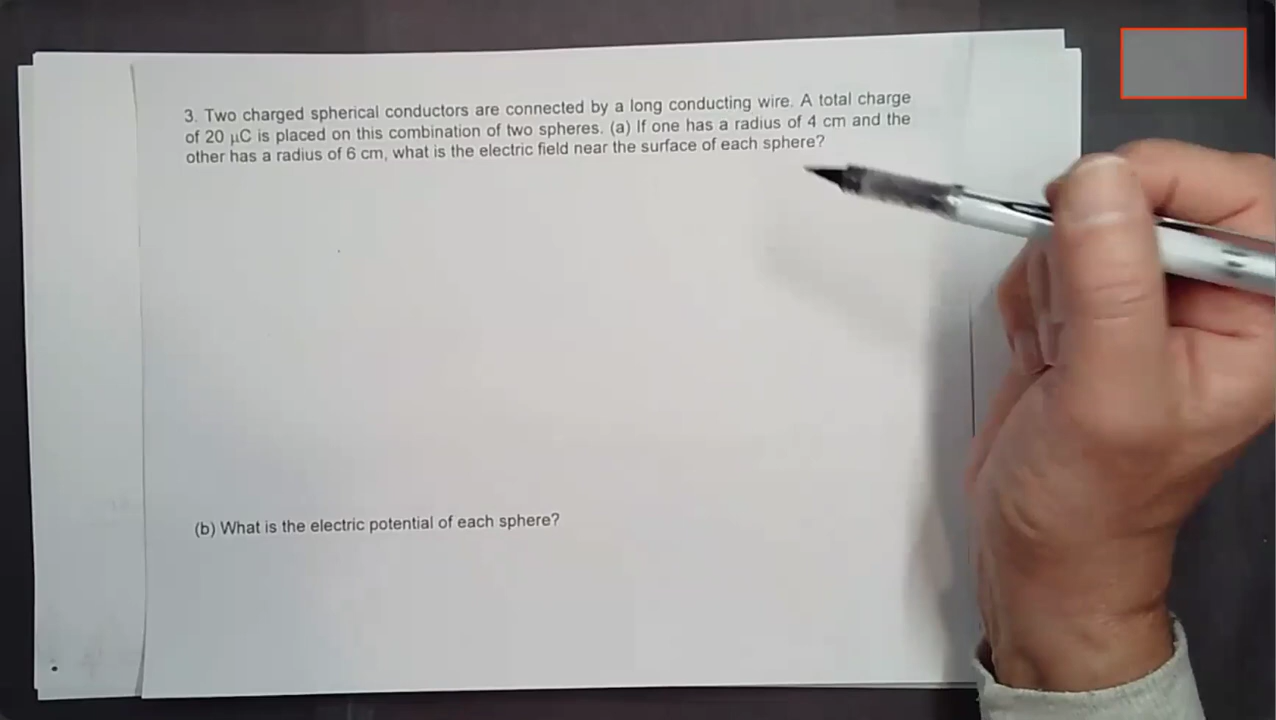 3. Two charged spherical conductors are connected by a long conducting wire. A total charge
of 20 μC is placed on this combination of two spheres. (a) If one has a radius of 4 cm and the
other has a radius of 6 cm, what is the electric field near the surface of each sphere?
(b) What is the electric potential of each sphere?